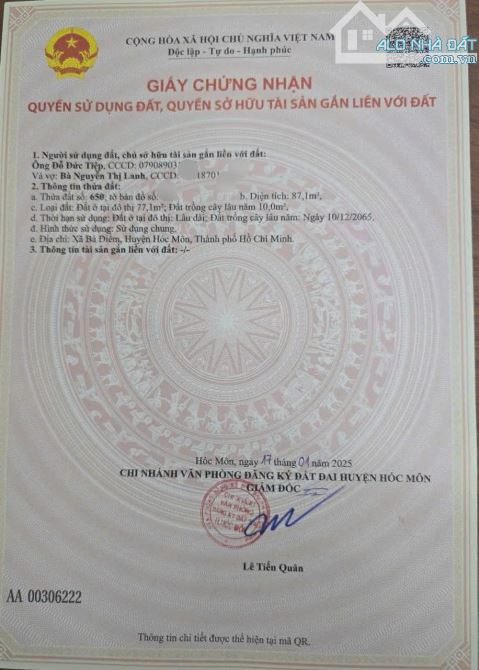 CỘNG HÒA XÃ HỘI CHỦ NGHĨA VIỆT NAM
Độc lập - Tự do - Hạnh phúc
ALO NHÀ ĐẤT
.com.vn
GIẤY CHỨNG NHẬN
QUYỀN SỬ DỤNG ĐẤT, QUYỀN SỞ HỮU TÀI SẢN GẮN LIỀN VỚI ĐẤT
1. Người sử dụng đất, chủ sở hữu tài sản gắn liền với đất:
Ông Đỗ Đức Tiệp, CCCD: 07908903
Và vợ: Bà Nguyễn Thị Lanh, CCCD: 18703
2. Thông tin thửa đất:
a. Thửa đất số: 650; tờ bản đồ số: b. Diện tích: 87,1m²,
c. Loại đất: Đất ở tại đô thị 77,1m²; Đất trồng cây lâu năm 10,0m²,
d. Thời hạn sử dụng: Đất ở tại đô thị: Lâu dài; Đất trồng cây lâu năm: Ngày 10/12/2065,
đ. Hình thức sử dụng: Sử dụng chung,
e. Địa chỉ: Xã Bà Điểm, Huyện Hóc Môn, Thành phố Hồ Chí Minh.
3. Thông tin tài sản gắn liền với đất: -/-
Hóc Môn, ngày 17 tháng 01 năm 2025
CHI NHÁNH VĂN PHÒNG ĐĂNG KÝ ĐẤT ĐAI HUYỆN HÓC MÔN
GIÁM ĐỐC
CHI NHÁNH
VĂN PHÒNG
ĐĂNG KÝ ĐẤT ĐAI
Lê Tiến Quân
AA 00306222
Thông tin chi tiết được thể hiện tại mã QR.